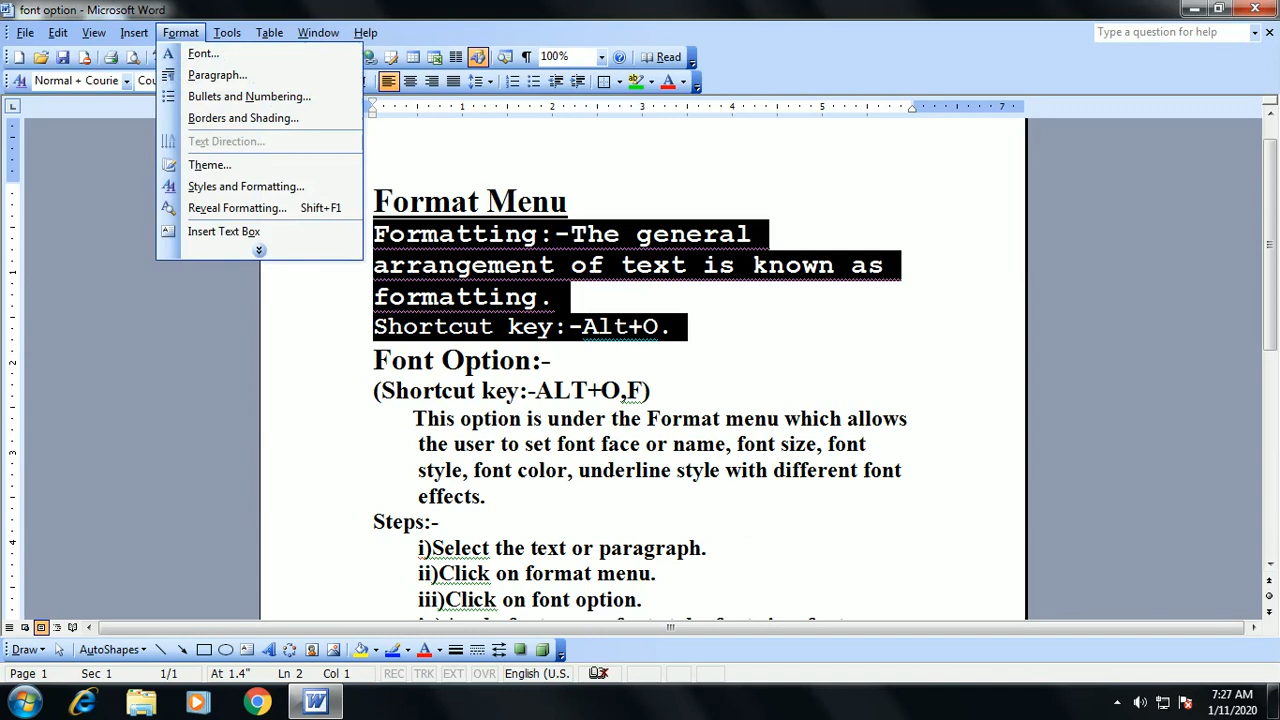 font option - Microsoft Word
File Edit View Insert Format Tools Table Window Help
Type a question for help
100% Read
Normal + Courie Cou
Font...
Paragraph...
Bullets and Numbering...
Borders and Shading...
Text Direction...
Theme...
Styles and Formatting...
Reveal Formatting... Shift+F1
Insert Text Box
1 2 3 4 5 7
Format Menu
Formatting:-The general
arrangement of text is known as
formatting.
Shortcut key:-Alt+O.
Font Option:-
(Shortcut key:-ALT+O,F)
This option is under the Format menu which allows
the user to set font face or name, font size, font
style, font color, underline style with different font
effects.
Steps:-
i)Select the text or paragraph.
ii)Click on format menu.
iii)Click on font option.
Draw AutoShapes
Page 1 Sec 1 1/1 At 1.4" Ln 2 Col 1 REC TRK EXT OVR English (U.S.
7:27 AM
1/11/2020